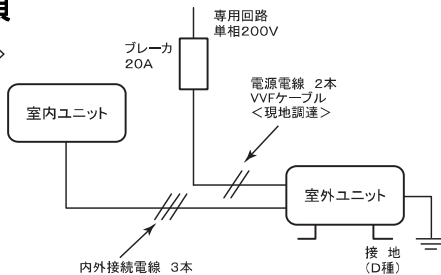 専用回路
単相200V
ブレーカ
20A
電源電線 2本
VVFケーブル
＜現地調達＞
室内ユニット
室外ユニット
内外接続電線 3本
接 地
(D種)